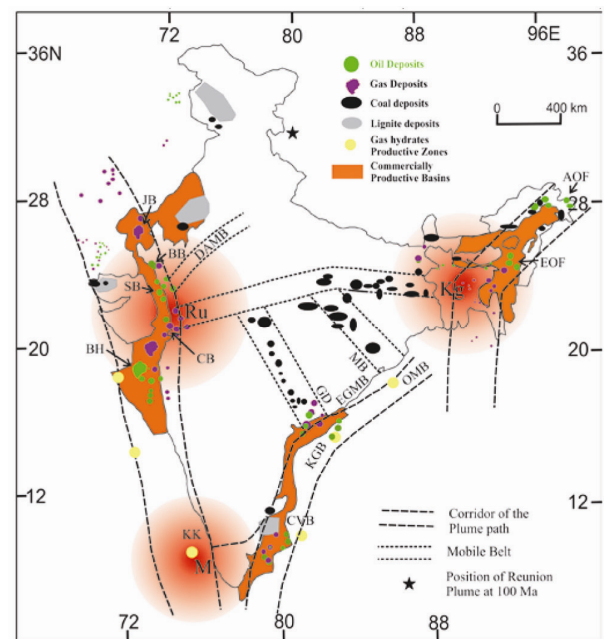 72 80 88 96E
36N 36
Oil Deposits
Gas Deposits
Coal deposits
Lignite deposits
Gas hydrates
Productive Zones
Commercially
Productive Basins
0 400 km
AOF
28 28
JB
BB
DAMB
EOF
SB
Ru
Kg
BH
CB
20 20
MB
OMB
GD
EGMB
KGB
12 12
CVB
KK
M
Corridor of the
Plume path
Mobile Belt
Position of Reunion
Plume at 100 Ma
72 80 88